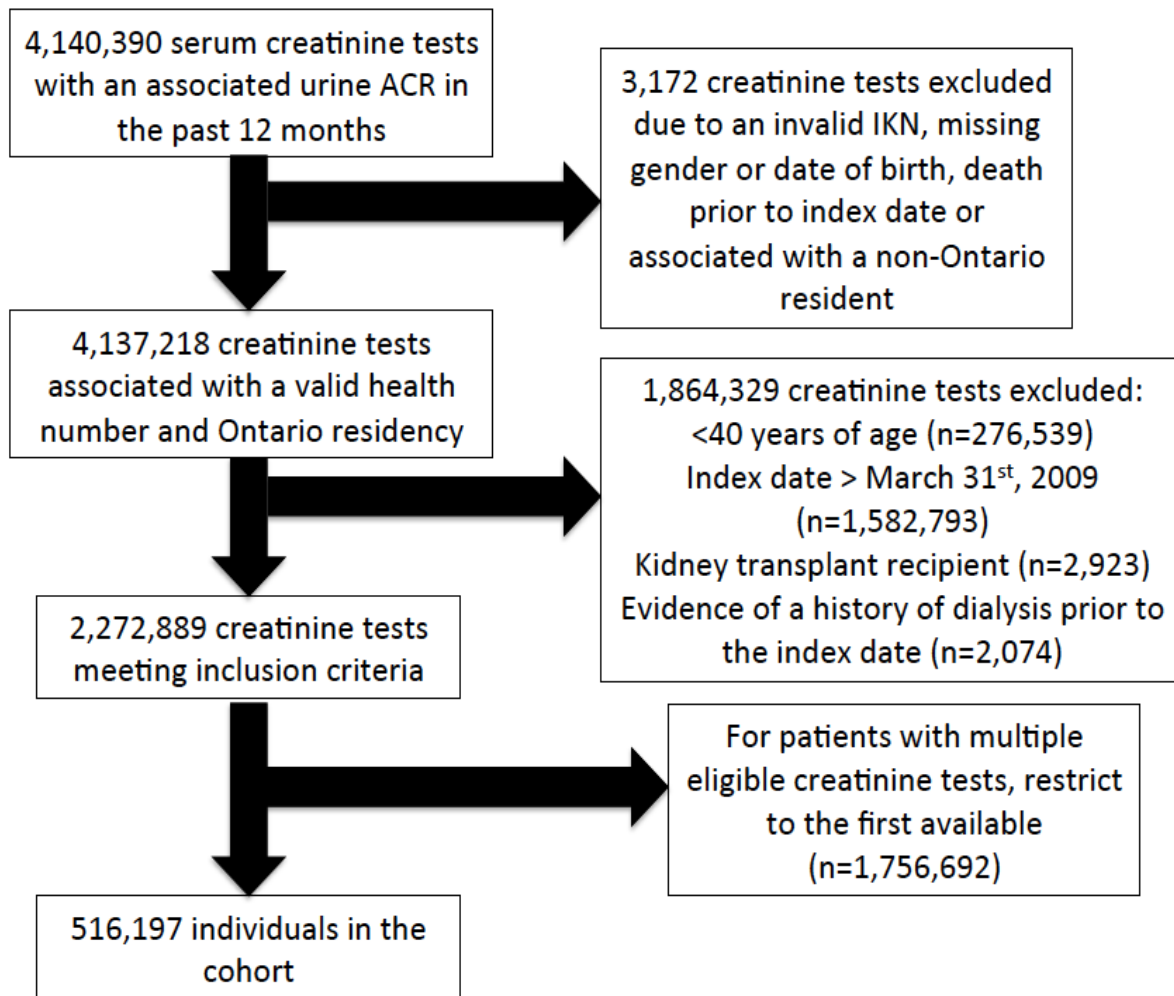 4,140,390 serum creatinine tests
with an associated urine ACR in
the past 12 months
3,172 creatinine tests excluded
due to an invalid IKN, missing
gender or date of birth, death
prior to index date or
associated with a non-Ontario
resident
4,137,218 creatinine tests
associated with a valid health
number and Ontario residency
1,864,329 creatinine tests excluded:
<40 years of age (n=276,539)
Index date > March 31st, 2009
(n=1,582,793)
Kidney transplant recipient (n=2,923)
Evidence of a history of dialysis prior to
the index date (n=2,074)
2,272,889 creatinine tests
meeting inclusion criteria
For patients with multiple
eligible creatinine tests, restrict
to the first available
(n=1,756,692)
516,197 individuals in the
cohort